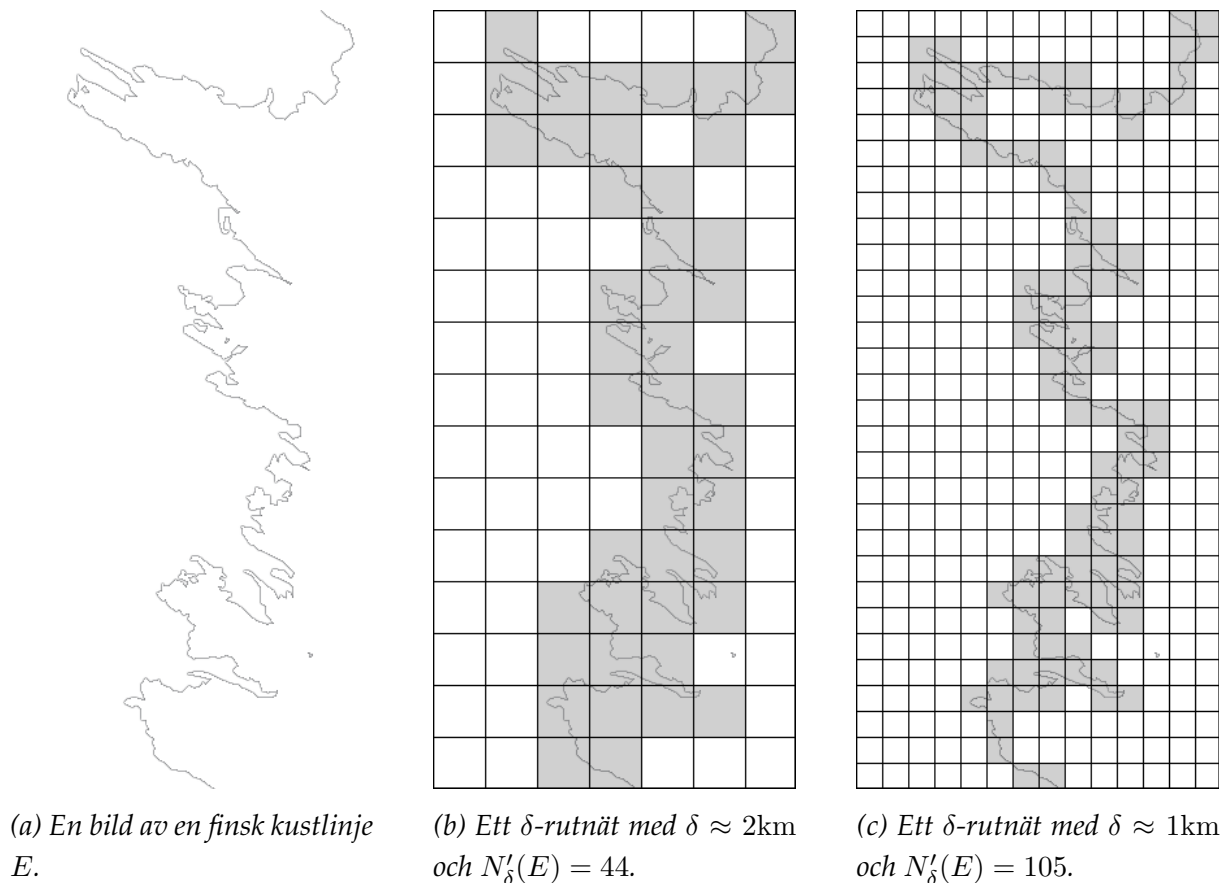 (a) En bild av en finsk kustlinje
E.
(b) Ett δ-rutnät med δ ≈ 2km
och N′δ(E) = 44.
(c) Ett δ-rutnät med δ ≈ 1km
och N′δ(E) = 105.